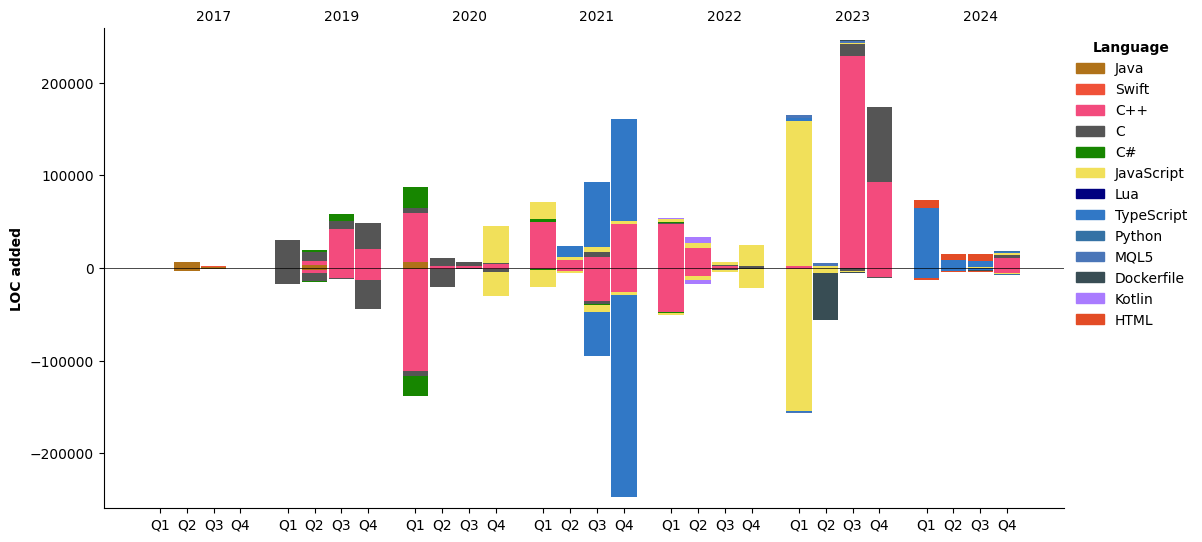 2017 2019 2020 2021 2022 2023 2024
LOC added
200000
100000
0
−100000
−200000
Q1 Q2 Q3 Q4 Q1 Q2 Q3 Q4 Q1 Q2 Q3 Q4 Q1 Q2 Q3 Q4 Q1 Q2 Q3 Q4 Q1 Q2 Q3 Q4 Q1 Q2 Q3 Q4
Language
Java
Swift
C++
C
C#
JavaScript
Lua
TypeScript
Python
MQL5
Dockerfile
Kotlin
HTML